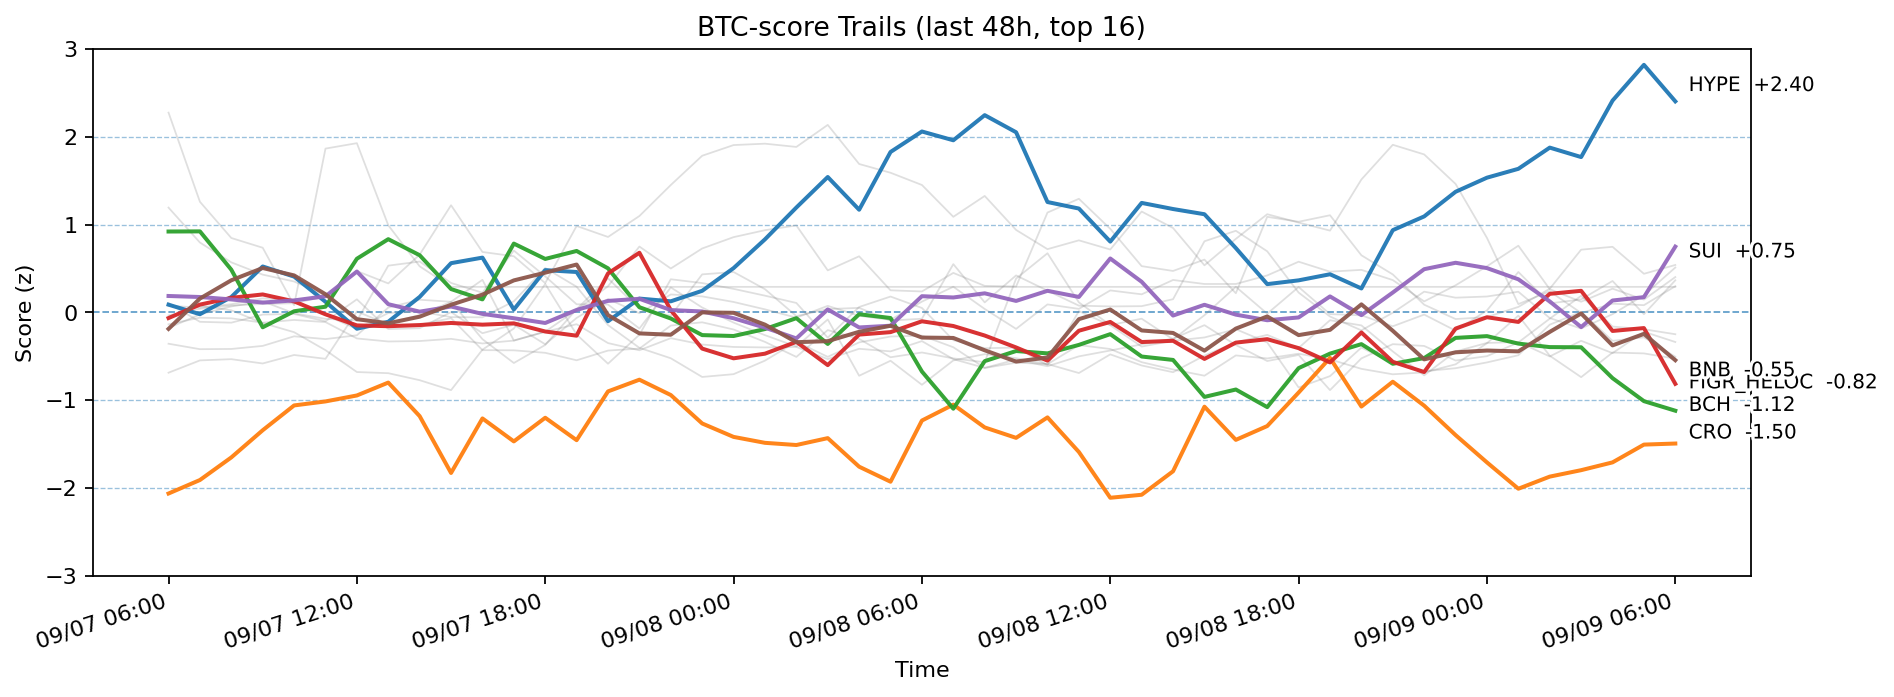 BTC-score Trails (last 48h, top 16)
Score (z)
3
2
1
0
−1
−2
−3
HYPE +2.40
SUI +0.75
BNB -0.55
FIGR_HELOC -0.82
BCH -1.12
CRO -1.50
09/07 06:00
09/07 12:00
09/07 18:00
09/08 00:00
09/08 06:00
09/08 12:00
09/08 18:00
09/09 00:00
09/09 06:00
Time